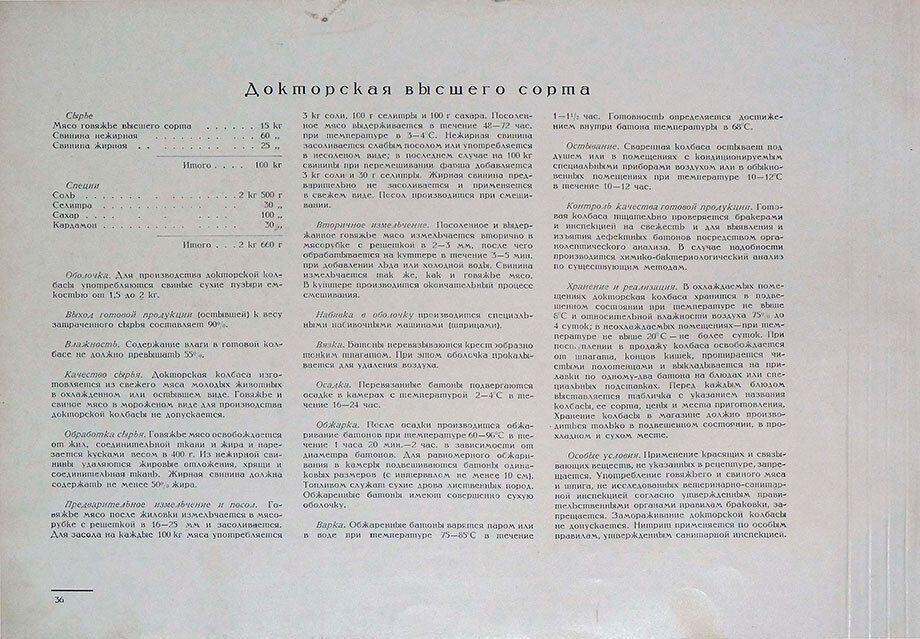 Докторская высшего сорта
Сырье
Мясо говяжье высшего сорта . . . . . . 15 kг
Свинина нежирная . . . . . . . . . . 60 „
Свинина жирная . . . . . . . . . . . 25 „
Итого . . . . 100 kг
Специи
Соль . . . . . . . . . . . . . . . 2 kг 500 г
Селитра . . . . . . . . . . . . . . 30 „
Сахар . . . . . . . . . . . . . . . 100 „
Кардамон . . . . . . . . . . . . . 30 „
Итого . . . 2 kг 660 г
Оболочка. Для производства докторской кол-
басы употребляются свиные сухие пузыри ем-
костью от 1,5 до 2 кг.
Выход готовой продукции (остывшей) к весу
затраченного сырья составляет 90%.
Влажность. Содержание влаги в готовой кол-
басе не должно превышать 55%.
Качество сырья. Докторская колбаса изго-
товляется из свежего мяса молодых животных
в охлажденном или остывшем виде. Говяжье и
свиное мясо в мороженом виде для производства
докторской колбасы не допускается.
Обработка сырья. Говяжье мясо освобождается
от жил, соединительной ткани и жира и наре-
зается кусками весом в 400 г. Из нежирной сви-
нины удаляются жировые отложения, хрящи и
соединительная ткань. Жирная свинина должна
содержать не менее 50% жира.
Предварительное измельчение и посол. Го-
вяжье мясо после жиловки измельчается в мясо-
рубке с решеткой в 16—25 мм и засоливается.
Для засола на каждые 100 кг мяса употребляется
3 кг соли, 100 г селитры и 100 г сахара. Посолен-
ное мясо выдерживается в течение 48—72 час.
при температуре в 3—4°С. Нежирная свинина
засоливается слабым посолом или употребляется
в несоленом виде; в последнем случае на 100 кг
свинины при перемешивании фарша добавляется
3 кг соли и 30 г селитры. Жирная свинина пред-
варительно не засоливается и применяется
в свежем виде. Посол производится при смеши-
вании.
Вторичное измельчение. Посоленное и выдер-
жанное говяжье мясо измельчается вторично в
мясорубке с решеткой в 2—3 мм, после чего
обрабатывается на куттере в течение 3—5 мин.
при добавлении льда или холодной воды. Свинина
измельчается так же, как и говяжье мясо.
В куттере производится окончательный процесс
смешивания.
Набивка в оболочку производится специаль-
ными набивочными машинами (шприцами).
Вязка. Батоны перевязываются крестообразно
тонким шпагатом. При этом оболочка прокалы-
вается для удаления воздуха.
Осадка. Перевязанные батоны подвергаются
осадке в камерах с температурой 2—4°С в те-
чение 16—24 час.
Обжарка. После осадки производится обжа-
ривание батонов при температуре 60—96°С в те-
чение 1 часа 20 мин.—2 час. в зависимости от
диаметра батонов. Для равномерного обжари-
вания в камеры подвешиваются батоны одина-
ковых размеров (с интервалом не менее 10 см).
Топливом служат сухие дрова лиственных пород.
Обжаренные батоны имеют совершенно сухую
оболочку.
Варка. Обжаренные батоны варятся паром или
в воде при температуре 75—85°С в течение
1—1½ час. Готовность определяется достиже-
нием внутри батона температуры в 68°С.
Остывание. Сваренная колбаса остывает под
душем или в помещениях с кондиционируемым
специальными приборами воздухом или в обыкно-
венных помещениях при температуре 10—12°С
в течение 10—12 час.
Контроль качества готовой продукции. Гото-
вая колбаса тщательно проверяется бракерами
и инспекцией на свежесть и для выявления и
изъятия дефектных батонов посредством орга-
нолептического анализа. В случае надобности
производится химико-бактериологический анализ
по существующим методам.
Хранение и реализация. В охлаждаемых поме-
щениях докторская колбаса хранится в подве-
шенном состоянии при температуре не выше
8°С и относительной влажности воздуха 75% до
4 суток; в неохлаждаемых помещениях—при тем-
пературе не выше 20°С — не более суток. При
поступлении в продажу колбаса освобождается
от шпагата, концов кишек, протирается чи-
стыми полотенцами и выкладывается на при-
лавки по одному-два батона на блюдах или спе-
циальных подставках. Перед каждым блюдом
выставляется табличка с указанием названия
колбасы, ее сорта, цены и места приготовления.
Хранение колбасы в магазине должно произво-
диться только в подвешенном состоянии, в про-
хладном и сухом месте.
Особые условия. Применение красящих и связы-
вающих веществ, не указанных в рецептуре, запре-
щается. Употребление говяжьего и свиного мяса
и шпига, не исследованных ветеринарно-санитар-
ной инспекцией согласно утвержденным прави-
тельственными органами правилам браковки, за-
прещается. Замораживание докторской колбасы
не допускается. Нитрит применяется по особым
правилам, утвержденным санитарной инспекцией.
36